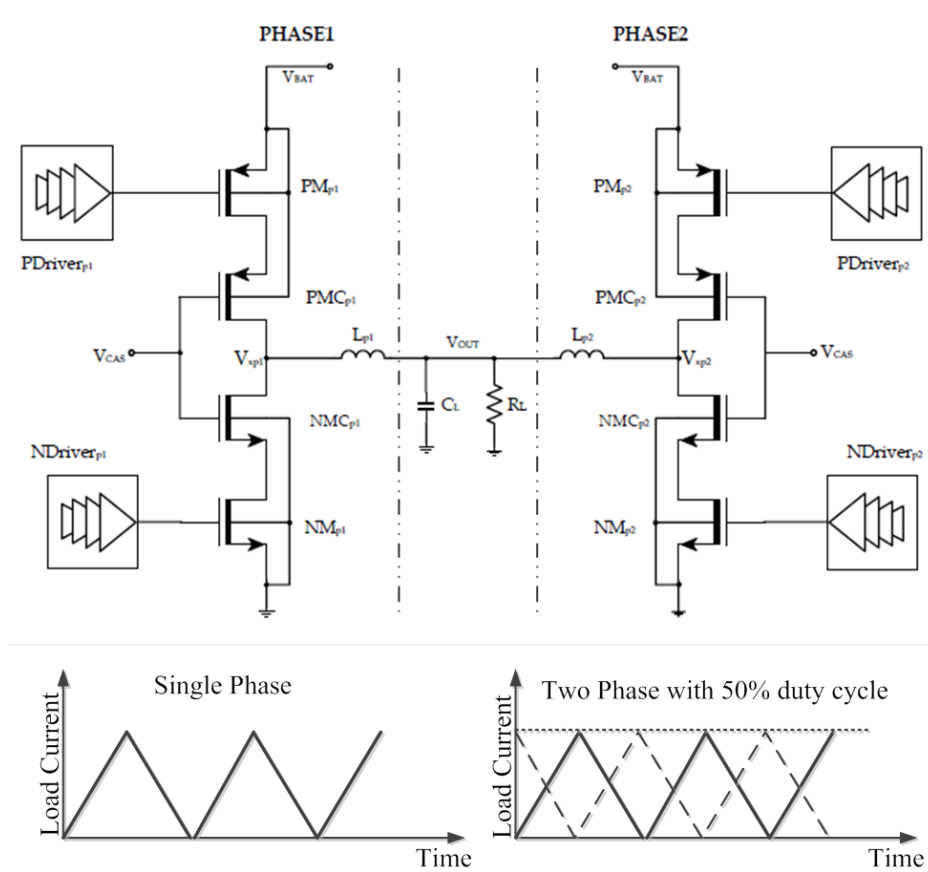 PHASE1
PHASE2
VBAT
VBAT
PMp1
PMp2
PDriverp1
PDriverp2
PMCp1
PMCp2
Lp1
VOUT
Lp2
VCAS
Vxp1
Vxp2
VCAS
CL
RL
NMCp1
NMCp2
NDriverp1
NDriverp2
NMp1
NMp2
Single Phase
Load Current
Time
Two Phase with 50% duty cycle
Load Current
Time